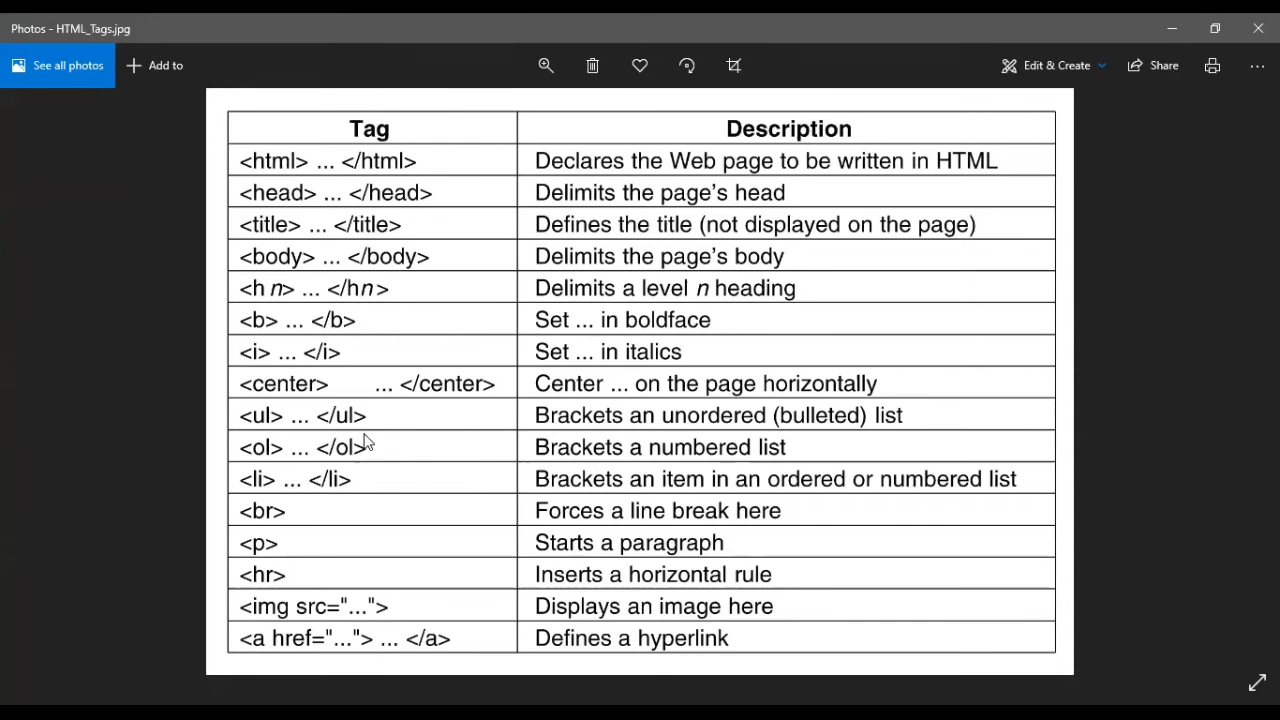 Photos - HTML_Tags.jpg
See all photos
Add to
Edit & Create
Share
Tag Description
<html> ... </html> Declares the Web page to be written in HTML
<head> ... </head> Delimits the page's head
<title> ... </title> Defines the title (not displayed on the page)
<body> ... </body> Delimits the page's body
<h n> ... </hn> Delimits a level n heading
<b> ... </b> Set ... in boldface
<i> ... </i> Set ... in italics
<center> ... </center> Center ... on the page horizontally
<ul> ... </ul> Brackets an unordered (bulleted) list
<ol> ... </ol> Brackets a numbered list
<li> ... </li> Brackets an item in an ordered or numbered list
<br> Forces a line break here
<p> Starts a paragraph
<hr> Inserts a horizontal rule
<img src="..."> Displays an image here
<a href="..."> ... </a> Defines a hyperlink